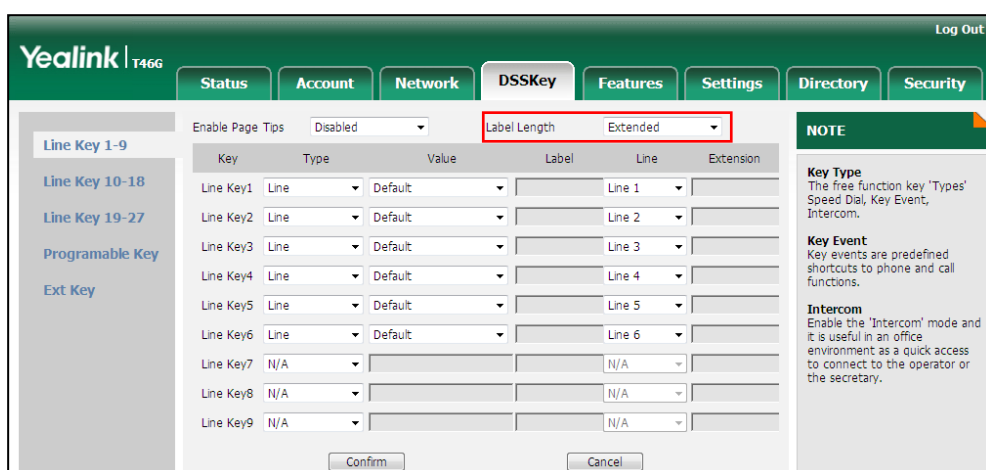 Log Out
Yealink | T46G
Status Account Network DSSKey Features Settings Directory Security
Line Key 1-9
Line Key 10-18
Line Key 19-27
Programable Key
Ext Key
Enable Page Tips Disabled Label Length Extended
Key Type Value Label Line Extension
Line Key1 Line Default Line 1
Line Key2 Line Default Line 2
Line Key3 Line Default Line 3
Line Key4 Line Default Line 4
Line Key5 Line Default Line 5
Line Key6 Line Default Line 6
Line Key7 N/A N/A
Line Key8 N/A N/A
Line Key9 N/A N/A
Confirm Cancel
NOTE
Key Type
The free function key 'Types'
Speed Dial, Key Event,
Intercom.
Key Event
Key events are predefined
shortcuts to phone and call
functions.
Intercom
Enable the 'Intercom' mode and
it is useful in an office
environment as a quick access
to connect to the operator or
the secretary.